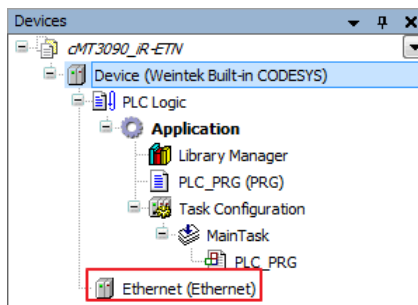 Devices
cMT3090_iR-ETN
Device (Weintek Built-in CODESYS)
PLC Logic
Application
Library Manager
PLC_PRG (PRG)
Task Configuration
MainTask
PLC_PRG
Ethernet (Ethernet)